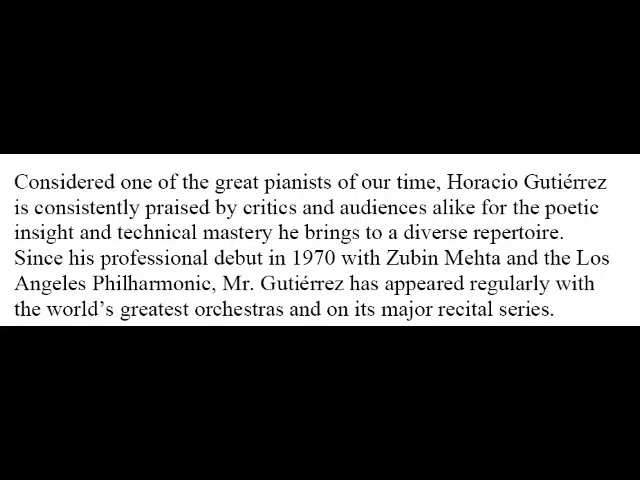 Considered one of the great pianists of our time, Horacio Gutiérrez
is consistently praised by critics and audiences alike for the poetic
insight and technical mastery he brings to a diverse repertoire.
Since his professional debut in 1970 with Zubin Mehta and the Los
Angeles Philharmonic, Mr. Gutiérrez has appeared regularly with
the world’s greatest orchestras and on its major recital series.